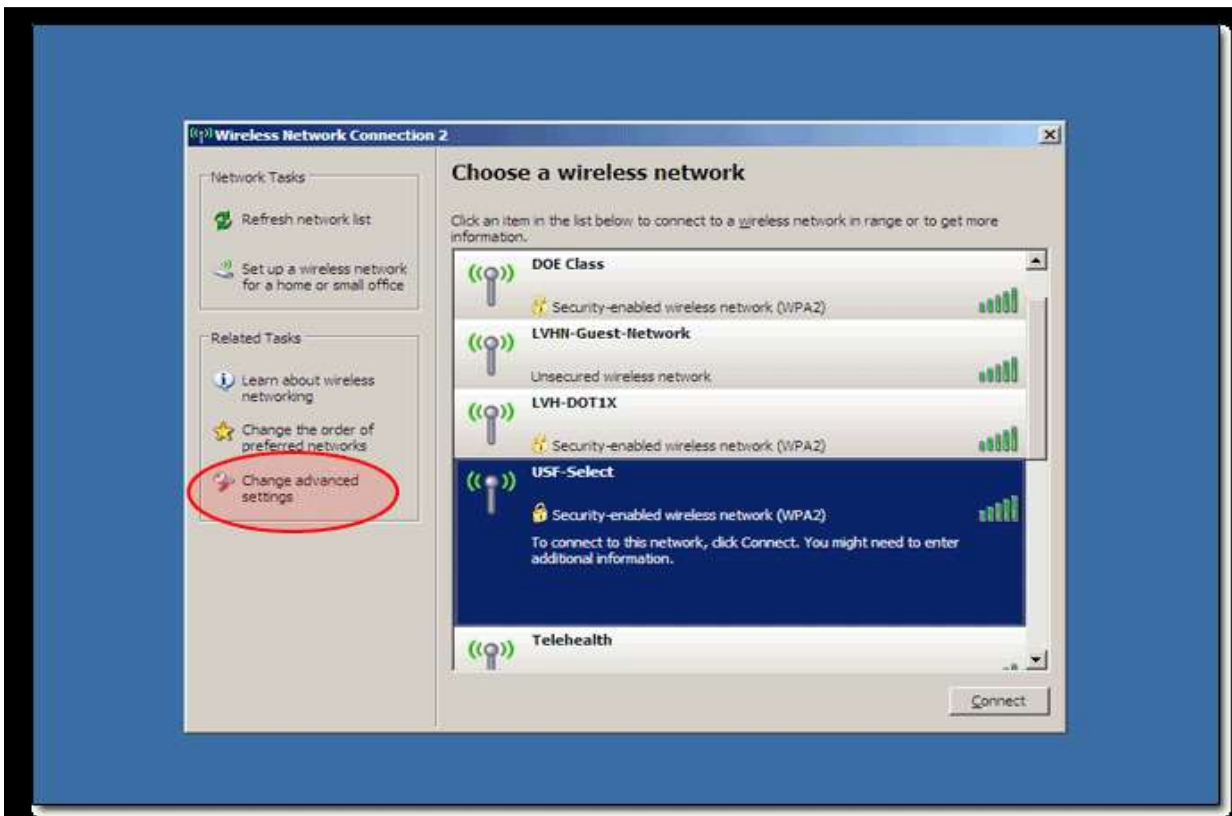 Wireless Network Connection 2
Network Tasks
Refresh network list
Set up a wireless network
for a home or small office
Related Tasks
Learn about wireless
networking
Change the order of
preferred networks
Change advanced
settings
Choose a wireless network
Click an item in the list below to connect to a wireless network in range or to get more
information.
DOE Class
Security-enabled wireless network (WPA2)
LVHN-Guest-Network
Unsecured wireless network
LVH-DOT1X
Security-enabled wireless network (WPA2)
USF-Select
Security-enabled wireless network (WPA2)
To connect to this network, click Connect. You might need to enter
additional information.
Telehealth
Connect